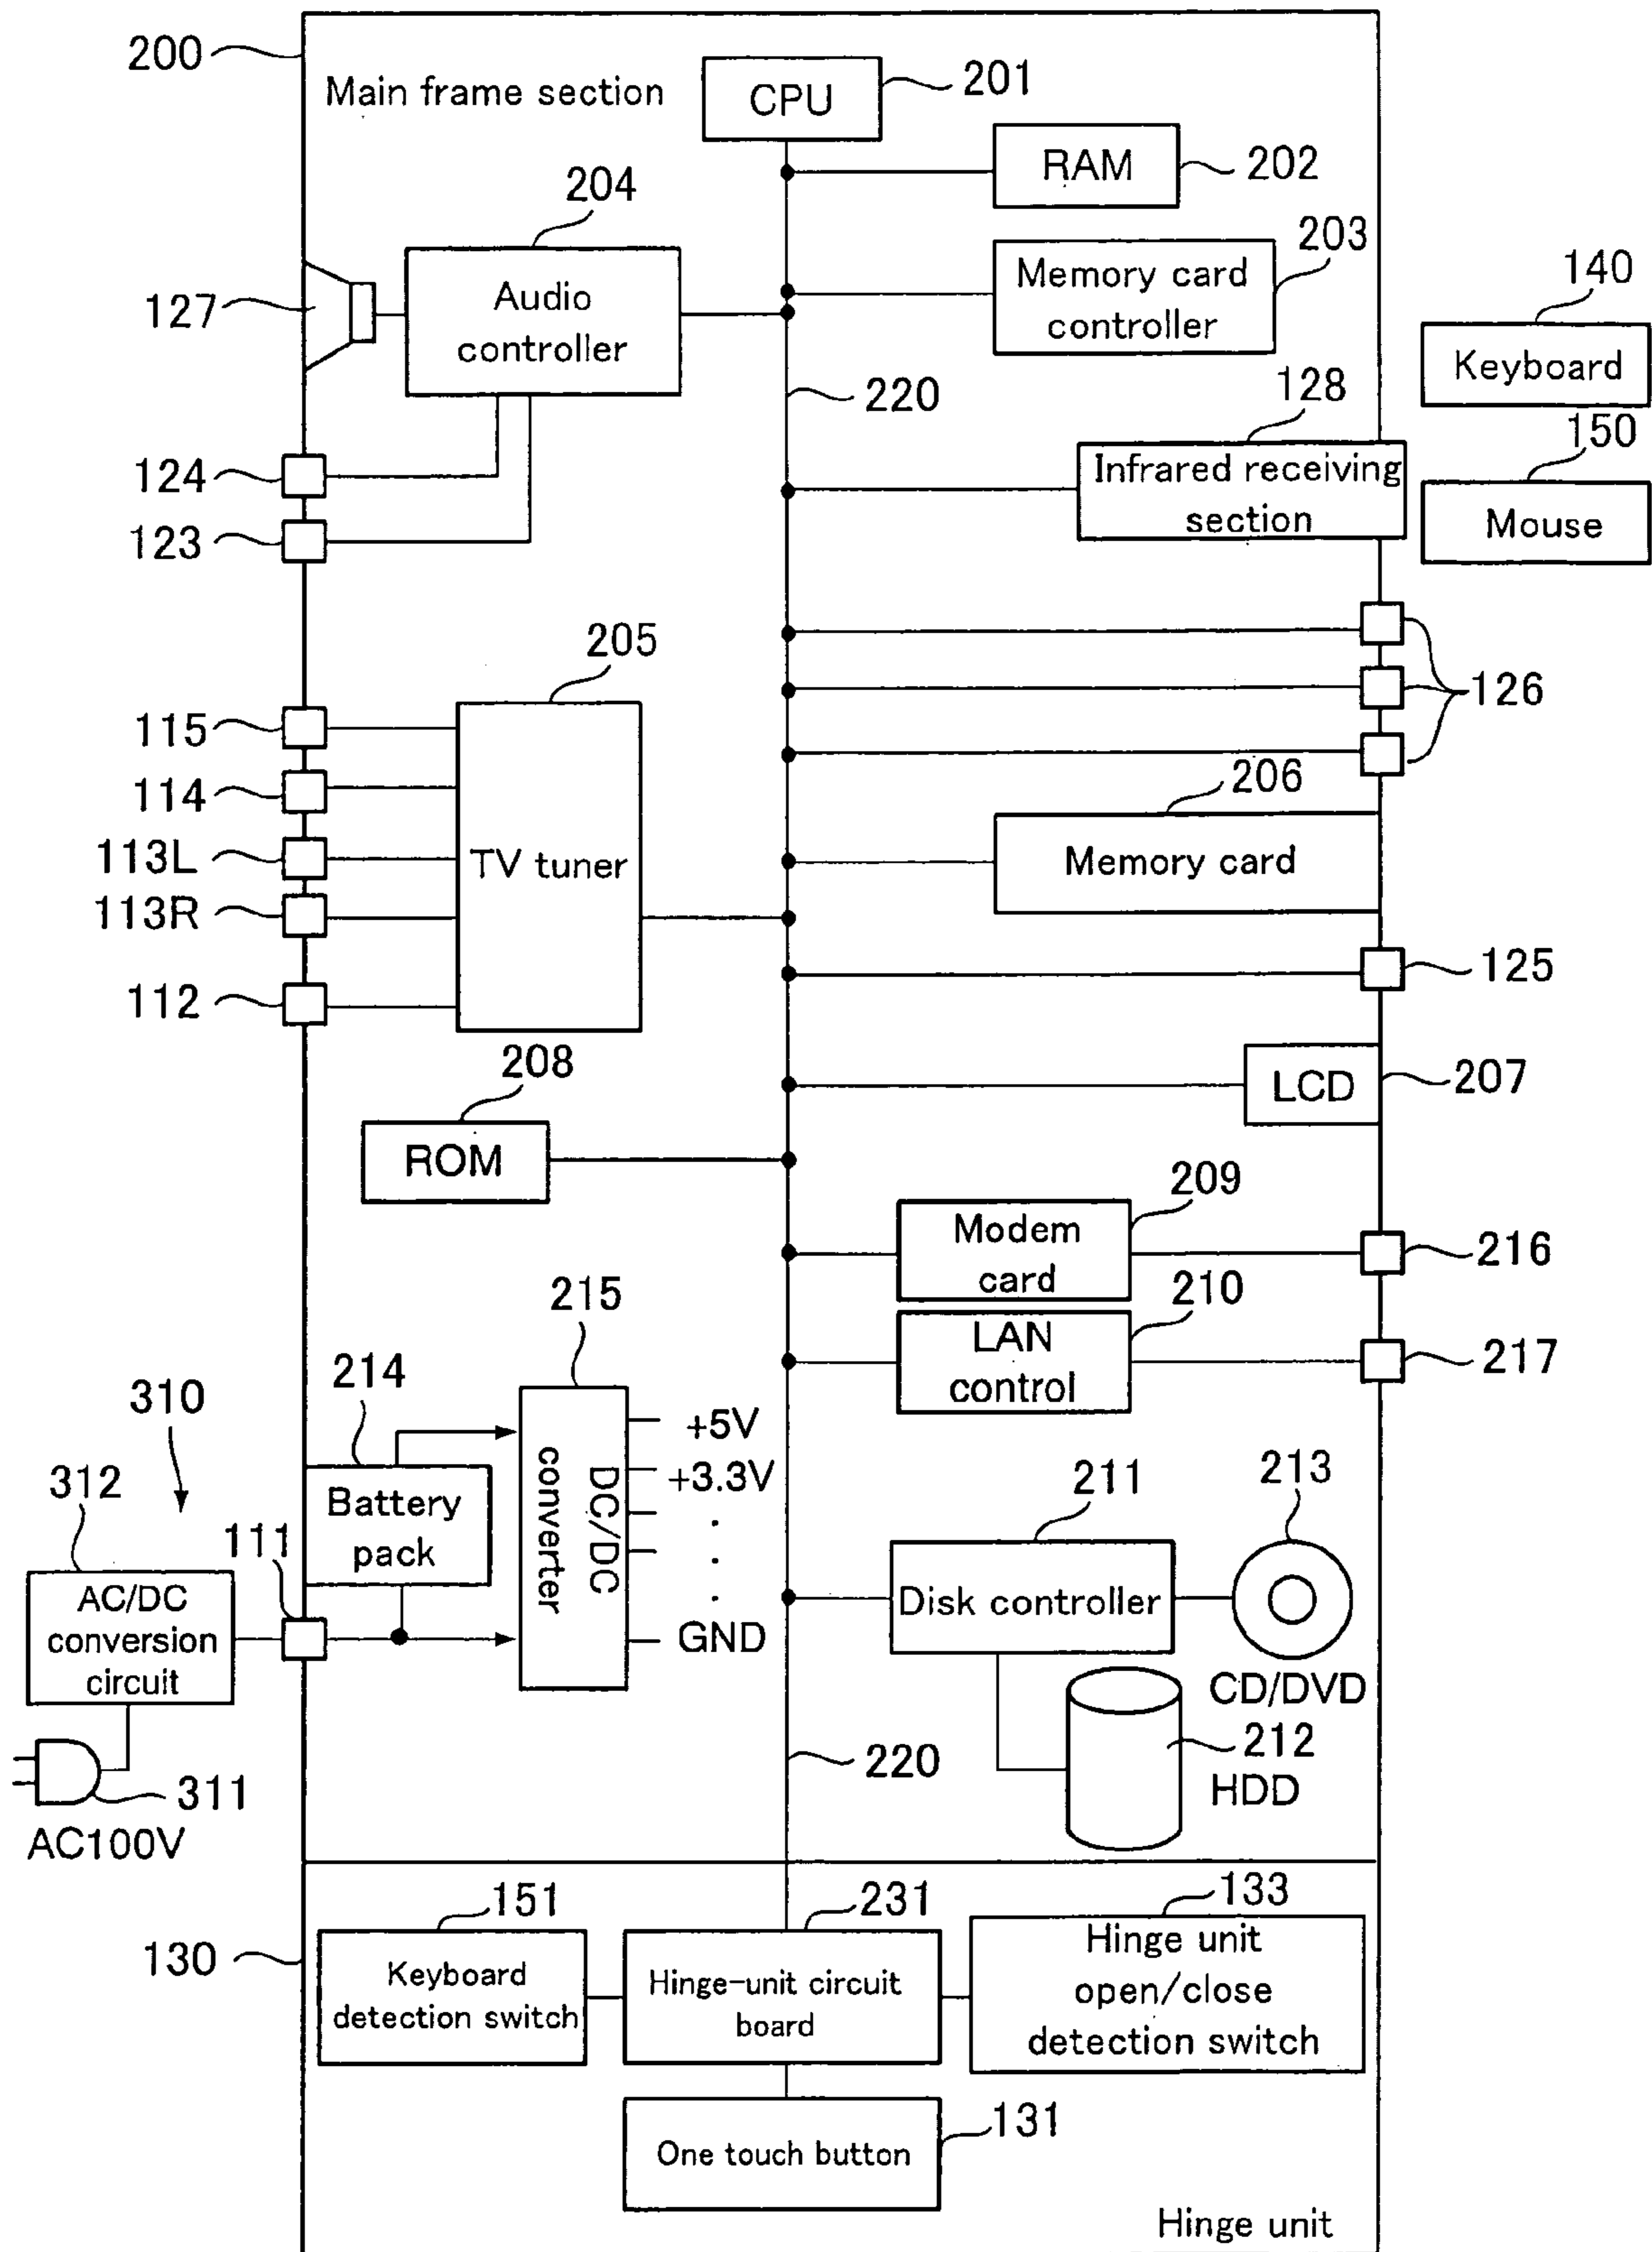 200
Main frame section
CPU
201
RAM
202
204
203
127
Audio
controller
Memory card
controller
140
Keyboard
220
128
124
Infrared receiving
section
150
Mouse
123
205
126
115
114
113L
113R
112
TV tuner
206
Memory card
125
208
LCD
207
ROM
209
Modem
card
216
215
210
LAN
control
217
310
214
312
111
Battery
pack
DC/DC
converter
+5V
+3.3V
.
.
.
GND
211
213
AC/DC
conversion
circuit
Disk controller
CD/DVD
212
HDD
220
311
AC100V
151
231
133
130
Keyboard
detection switch
Hinge-unit circuit
board
Hinge unit
open/close
detection switch
131
One touch button
Hinge unit